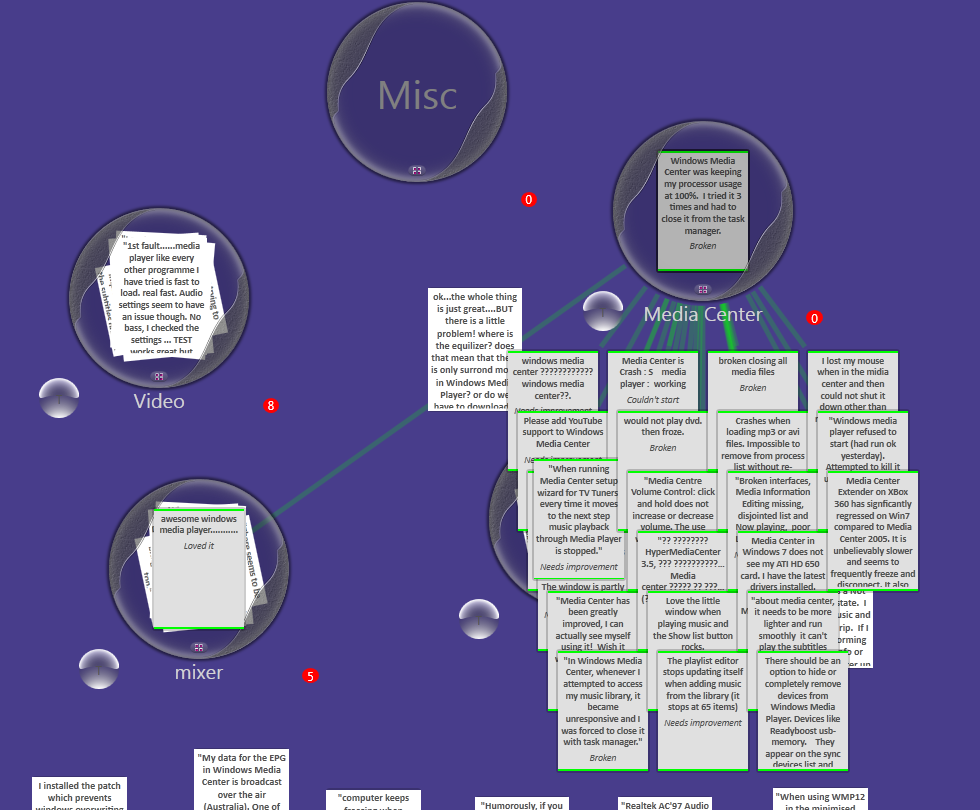 Misc
Windows Media
Center was keeping
my processor usage
at 100%. I tried it 3
times and had to
close it from the task
manager.
Broken
0
Media Center
0
"1st fault......media
player like every
other programme I
have tried is fast to
load. real fast. Audio
settings seem to have
an issue though. No
bass, I checked the
settings ... TEST
works great but
Video
8
ok...the whole thing
is just great....BUT
there is a little
problem! where is
the equilizer? does
that mean that the
is only surrond mo
in Windows Medi
Player? or do we
have to download
windows media
center ????????????
windows media
center??.
Needs improvement
Media Center is
Crash : S media
player : working
Couldn't start
broken closing all
media files
Broken
I lost my mouse
when in the midia
center and then
could not shut it
down other than
Please add YouTube
support to Windows
Media Center
Needs improvement
would not play dvd.
then froze.
Broken
Crashes when
loading mp3 or avi
files. Impossible to
remove from process
list without re-
"Windows media
player refused to
start (had run ok
yesterday).
Attempted to kill it
"When running
Media Center setup
wizard for TV Tuners
every time it moves
to the next step
music playback
through Media Player
is stopped."
Needs improvement
"Media Centre
Volume Control: click
and hold does not
increase or decrease
volume. The use
"Broken interfaces,
Media Information
Editing missing,
disjointed list and
Now playing, poor
Media Center
Extender on XBox
360 has signficantly
regressed on Win7
compared to Media
Center 2005. It is
unbelievably slower
and seems to
frequently freeze and
disconnect. It also
"?? ????????
HyperMediaCenter
3.5, ??? ??????????...
Media
center ????? ?? ???...
Media Center in
Windows 7 does not
see my ATI HD 650
card. I have the latest
drivers installed.
The window is partly
"Media Center has
been greatly
improved, I can
actually see myself
using it! Wish it
Love the little
window when
playing music and
the Show list button
rocks.
"about media center,
it needs to be more
lighter and run
smoothly it can't
play the subtitles
"In Windows Media
Center, whenever I
attempted to access
my music library, it
became
unresponsive and I
was forced to close it
with task manager."
Broken
The playlist editor
stops updating itself
when adding music
from the library (it
stops at 65 items)
Needs improvement
There should be an
option to hide or
completely remove
devices from
Windows Media
Player. Devices like
Readyboost usb-
memory. They
appear on the sync
devices list and
awesome windows
media player...........
Loved it
mixer
5
I installed the patch
which prevents
windows overwriting
"My data for the EPG
in Windows Media
Center is broadcast
over the air
(Australia). One of
"computer keeps
freezing when
"Humorously, if you
"Realtek AC'97 Audio
"When using WMP12
in the minimised